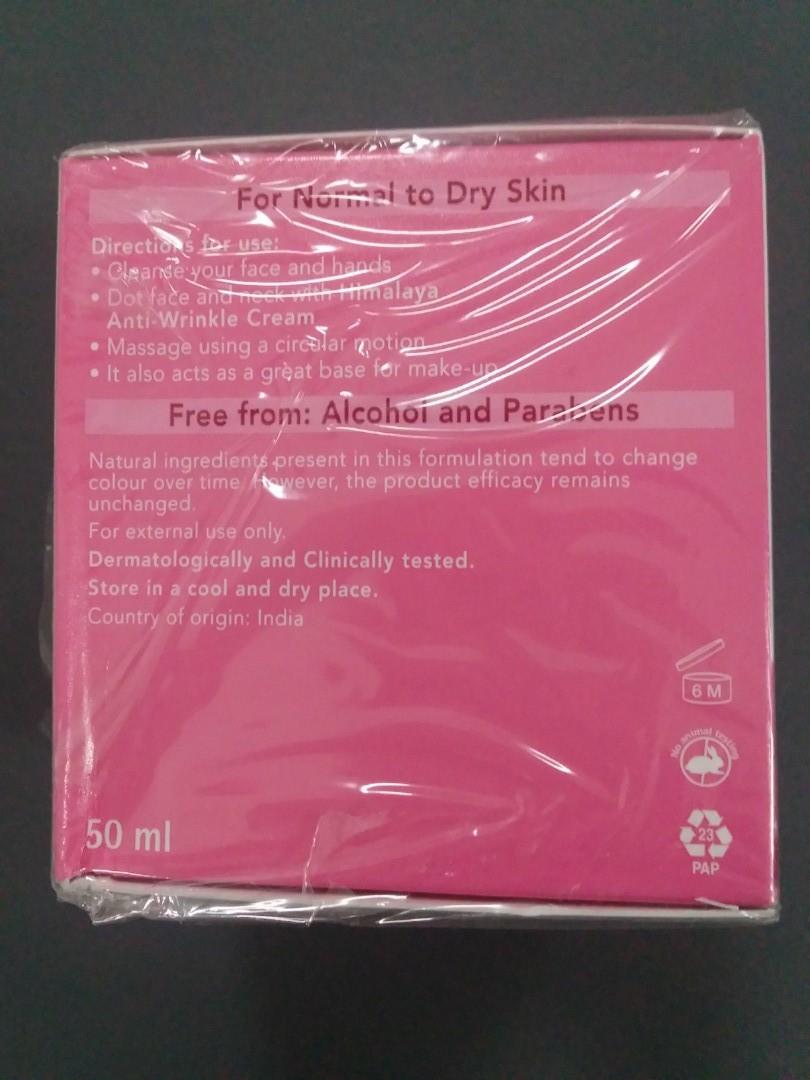 For Normal to Dry Skin
Directions for use:
• Cleanse your face and hands
• Dot face and neck with Himalaya
Anti-Wrinkle Cream
• Massage using a circular motion
• It also acts as a great base for make-up
Free from: Alcohol and Parabens
Natural ingredients present in this formulation tend to change
colour over time. However, the product efficacy remains
unchanged.
For external use only.
Dermatologically and Clinically tested.
Store in a cool and dry place.
Country of origin: India
6 M
No animal testing
50 ml
23
PAP